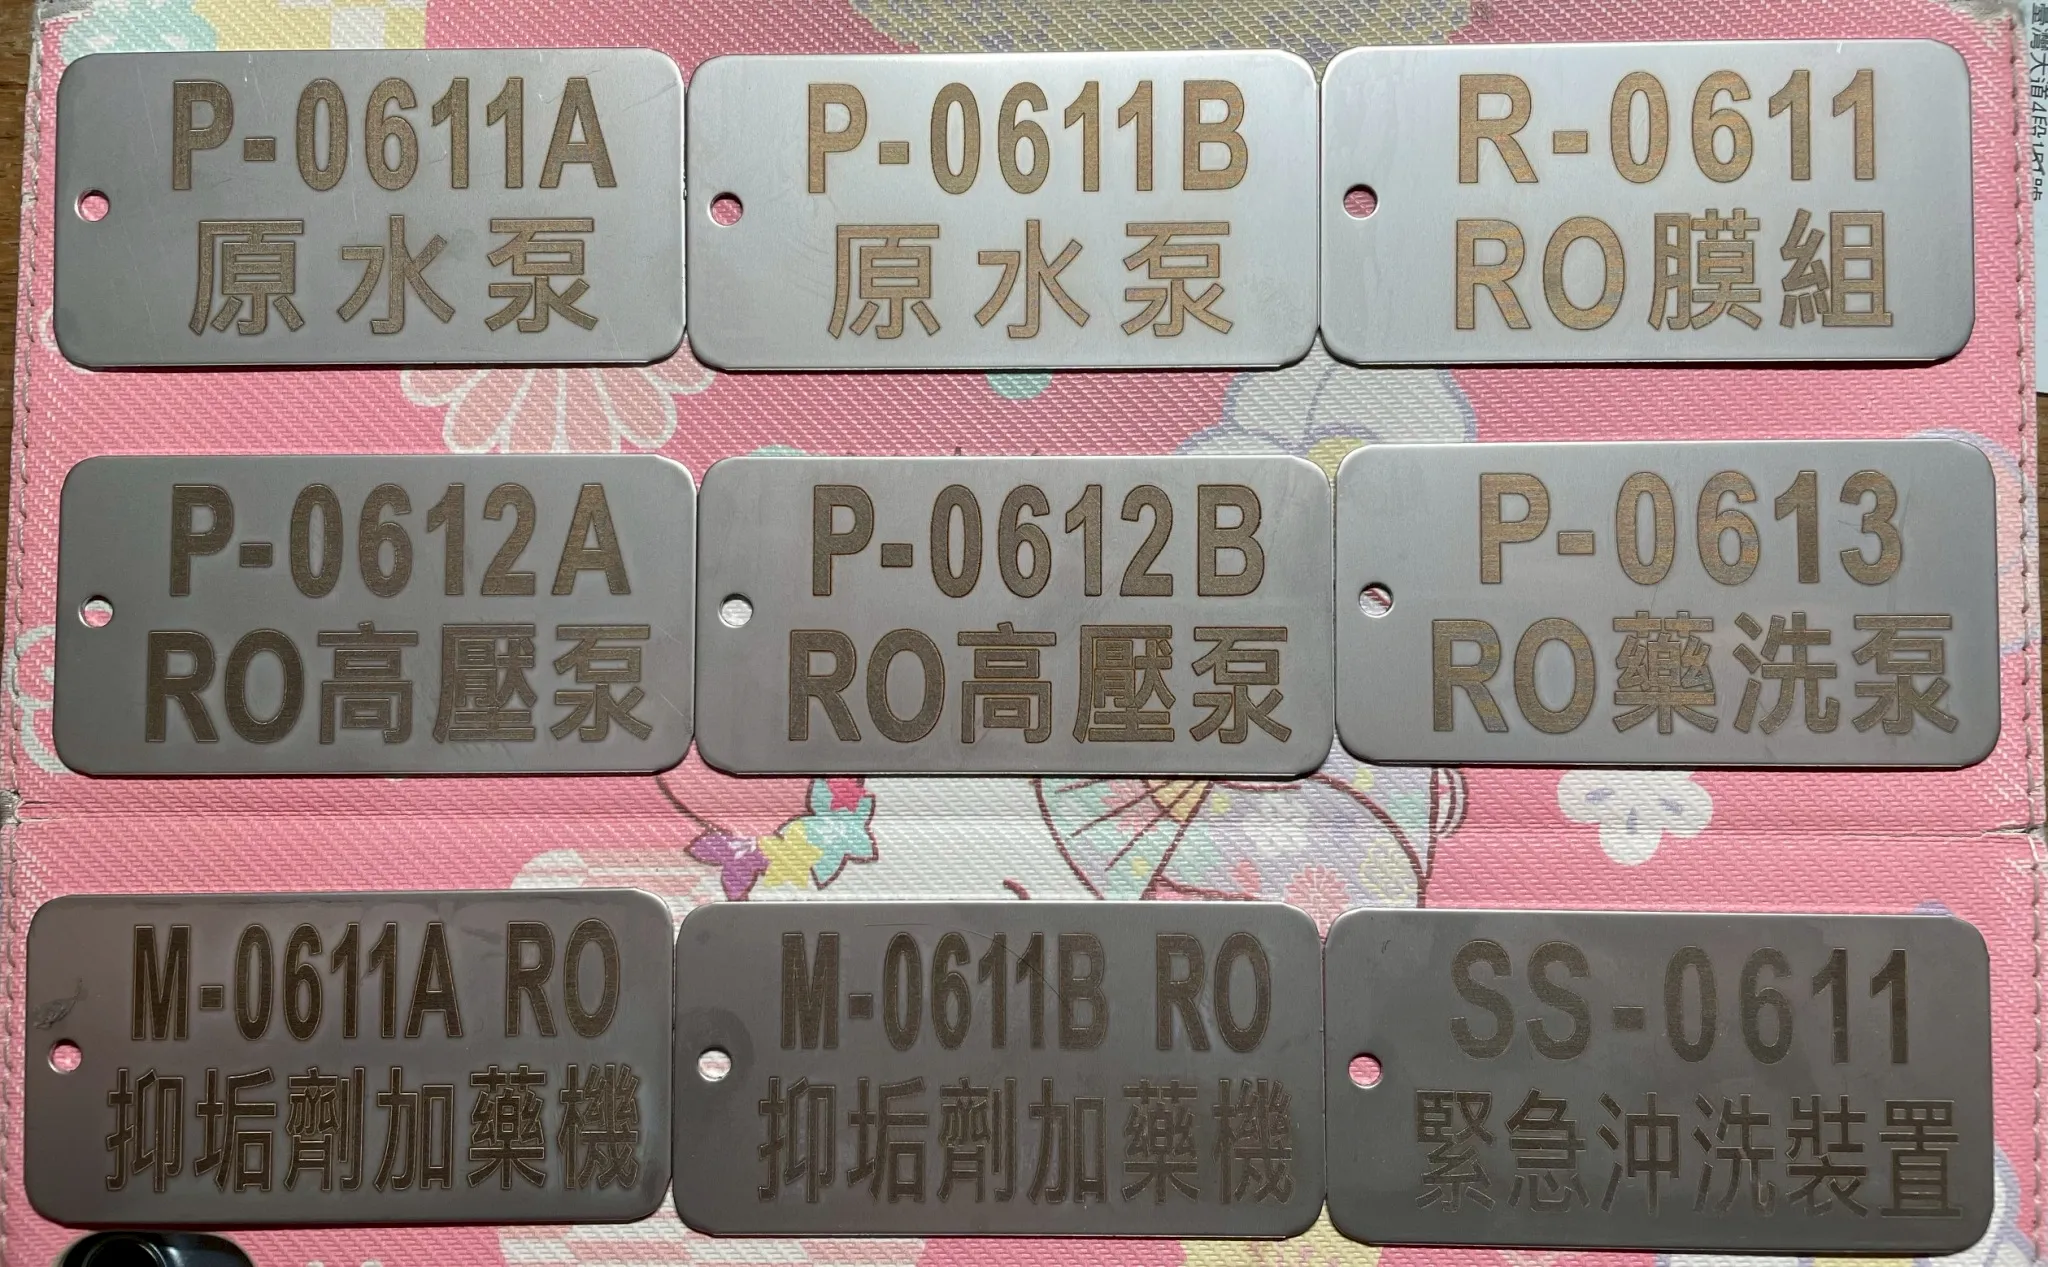 P-0611A
原水泵
P-0611B
原水泵
R-0611
RO膜組
P-0612A
RO高壓泵
P-0612B
RO高壓泵
P-0613
RO藥洗泵
M-0611A RO
抑垢劑加藥機
M-0611B RO
抑垢劑加藥機
SS-0611
緊急沖洗裝置